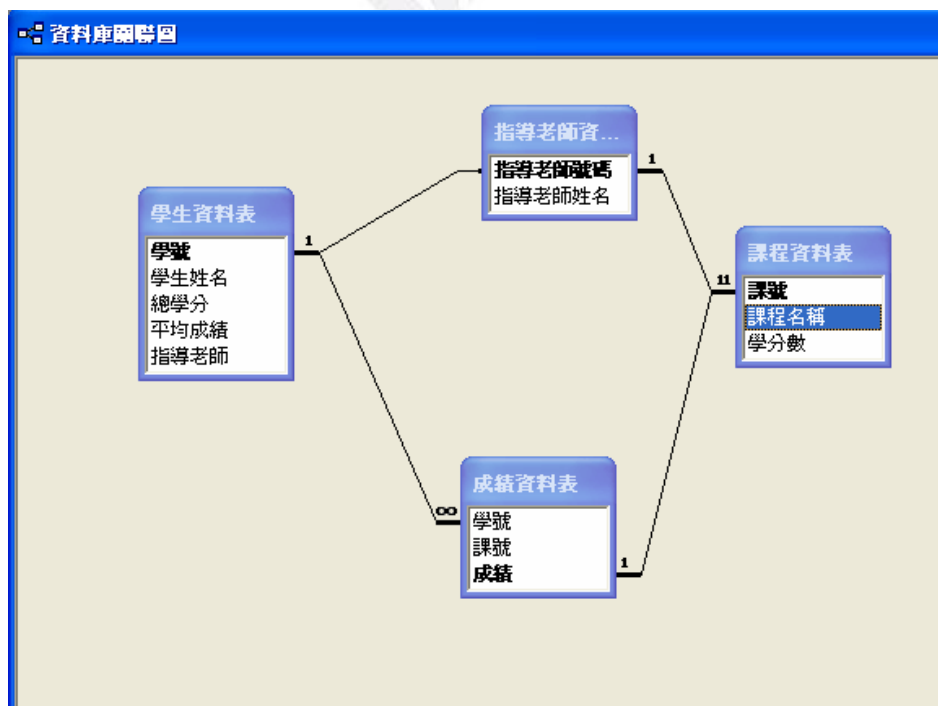 資料庫關聯圖
指導老師資...
指導老師號碼
指導老師姓名
1
學生資料表
學號
學生姓名
總學分
平均成績
指導老師
1
課程資料表
課號
課程名稱
學分數
11
成績資料表
學號
課號
成績
∞
1